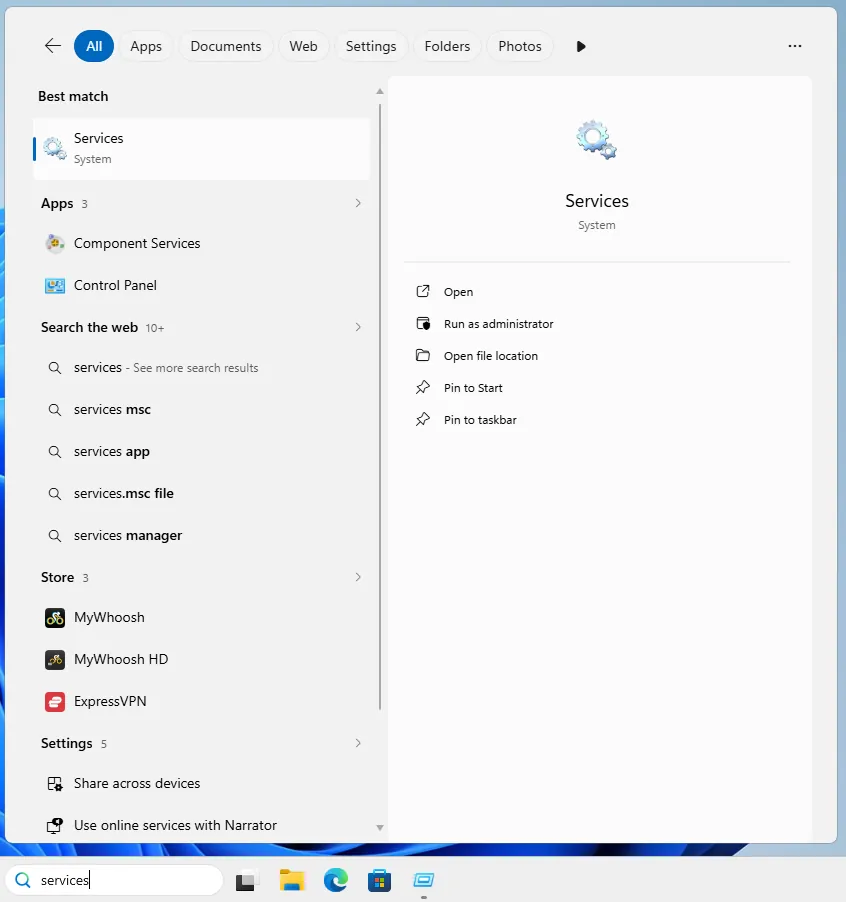 All
Apps
Documents
Web
Settings
Folders
Photos
Best match
Services
System
Apps 3
Component Services
Control Panel
Search the web 10+
services - See more search results
services msc
services app
services.msc file
services manager
Store 3
MyWhoosh
MyWhoosh HD
ExpressVPN
Settings 5
Share across devices
Use online services with Narrator
Services
System
Open
Run as administrator
Open file location
Pin to Start
Pin to taskbar
services